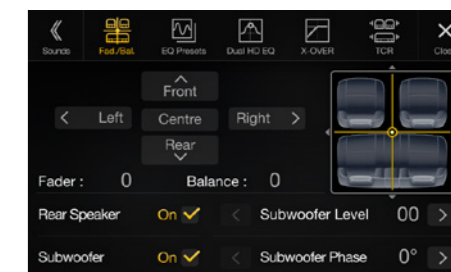 Sounds Fad./Bal. EQ Presets Dual HD EQ X-OVER TCR Clos
Front
Left Centre Right
Rear
Fader : 0 Balance : 0
Rear Speaker On Subwoofer Level 00
Subwoofer On Subwoofer Phase 0°